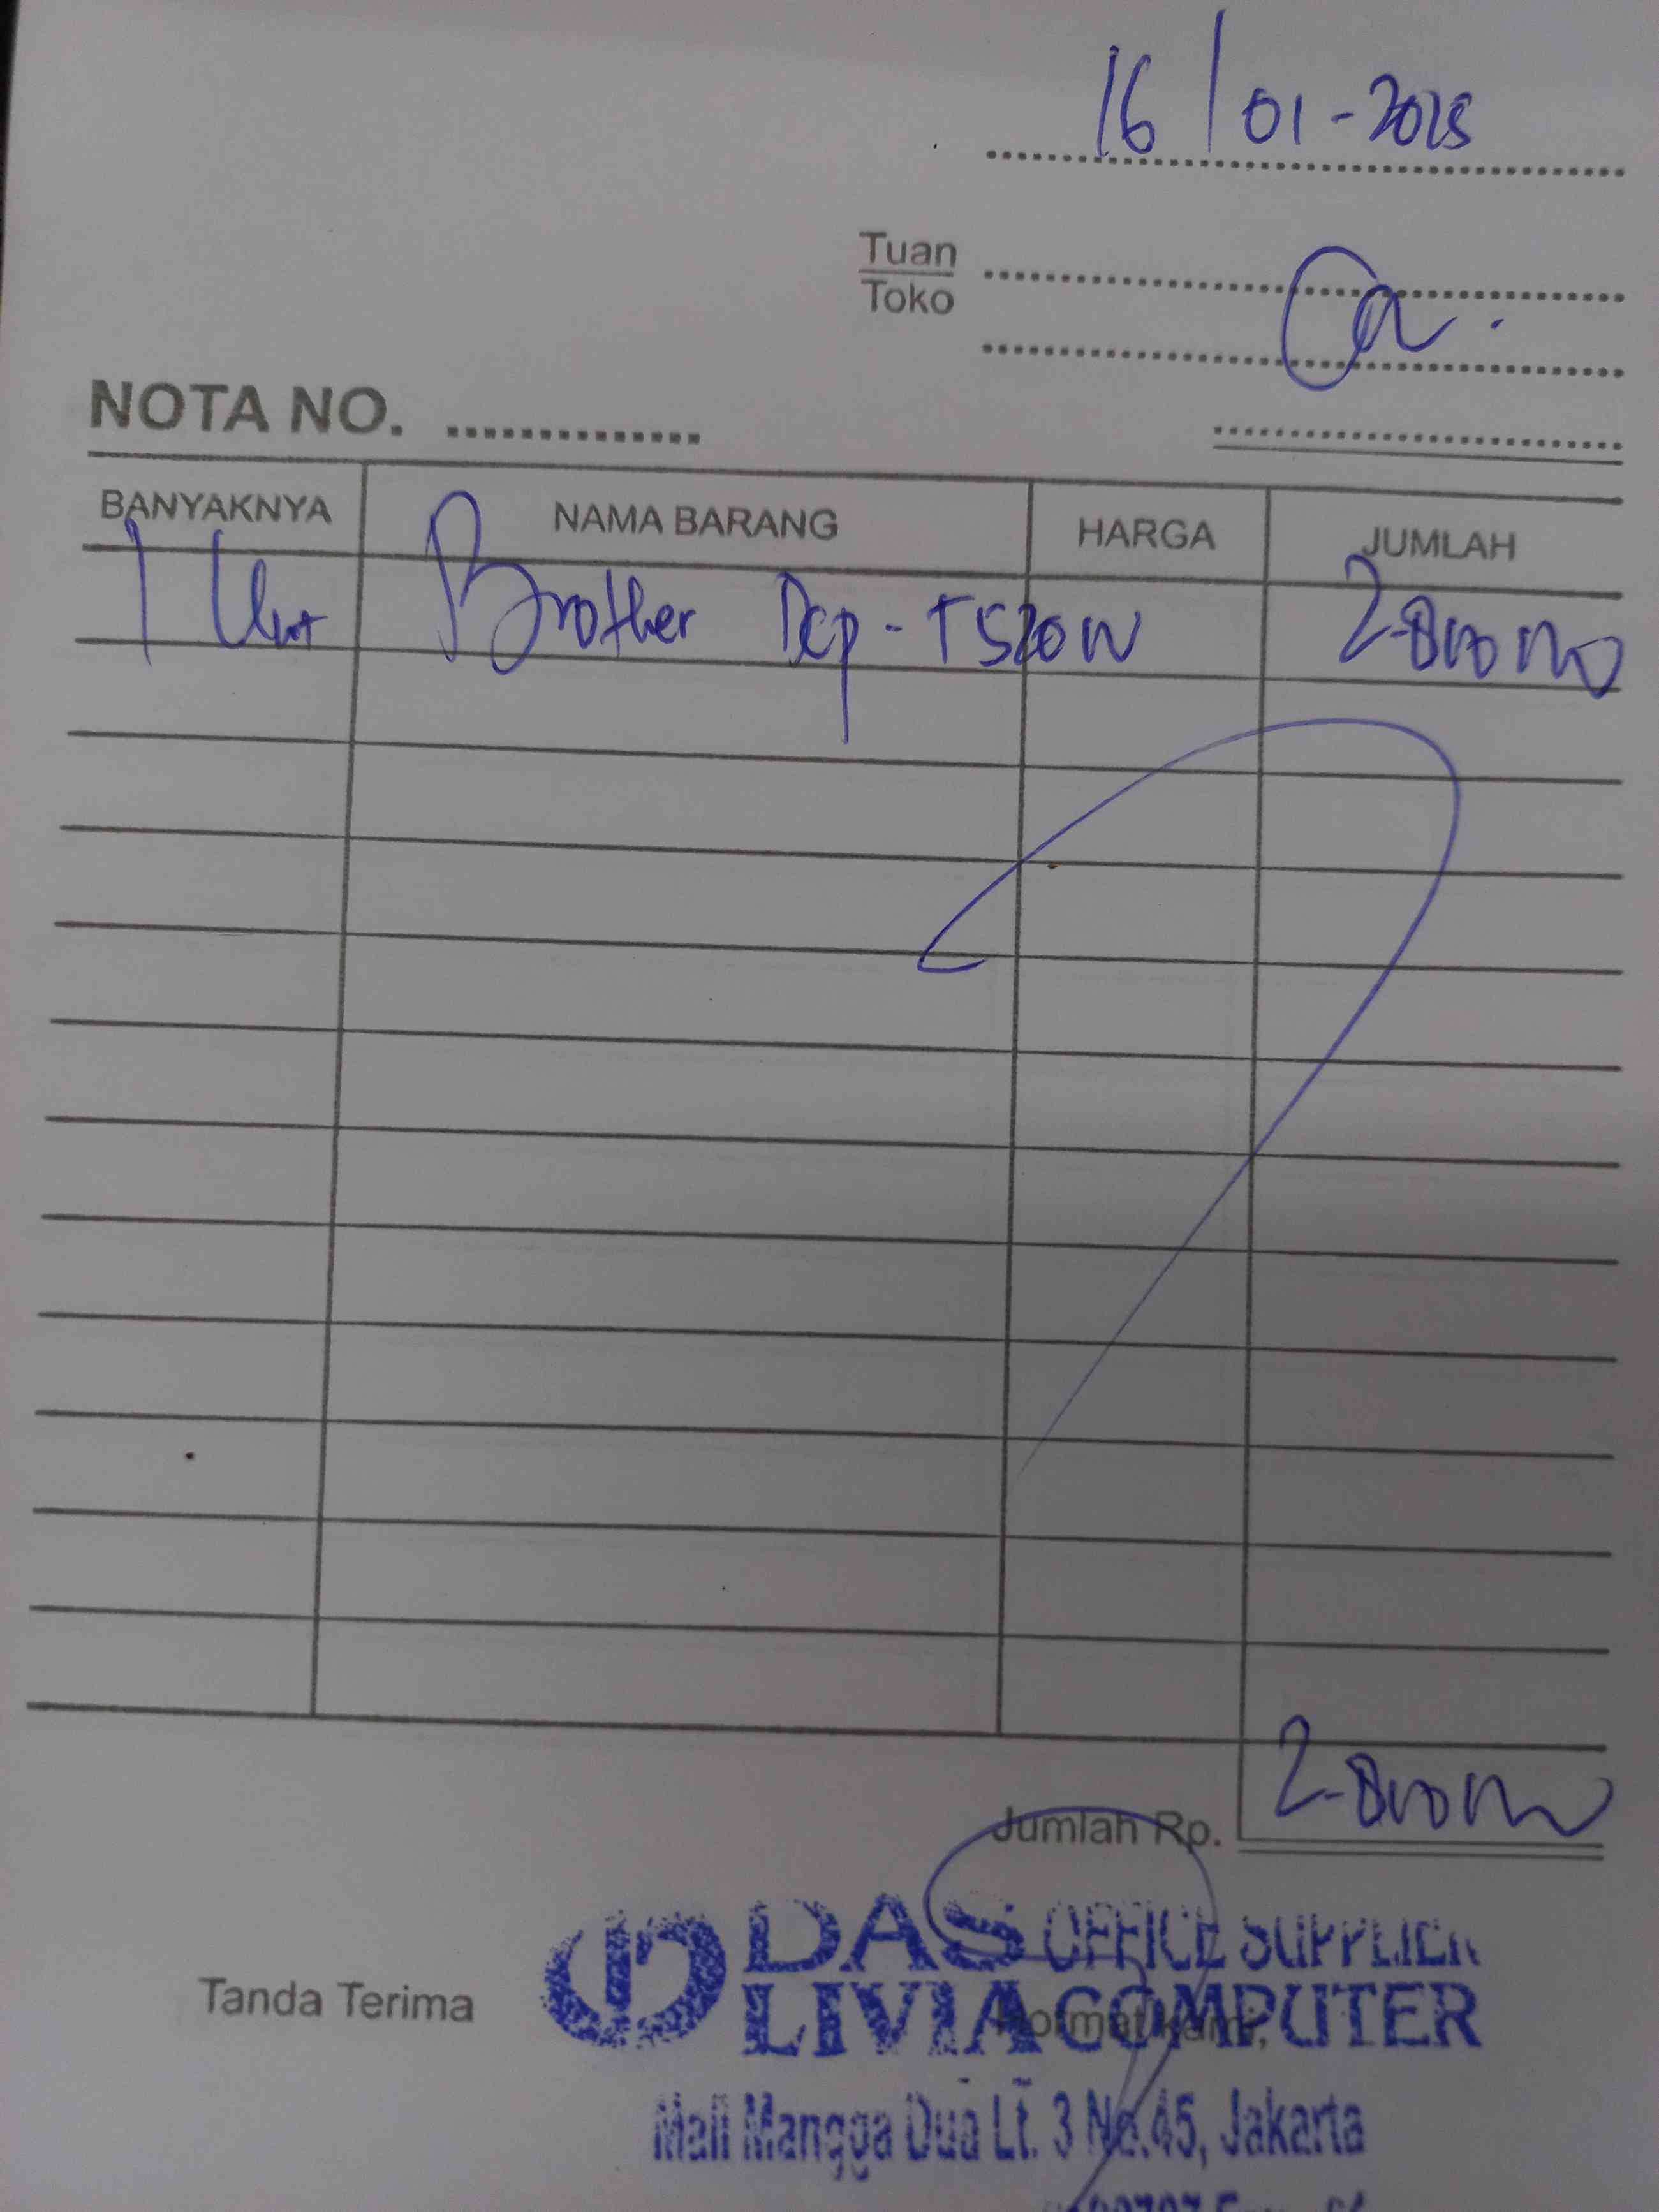 16/01-2025
Tuan
Toko
NOTA NO. ..............
BANYAKNYA NAMA BARANG HARGA JUMLAH
1 Unit Brother Dcp-T520W 2.800.000
Jumlah Rp. 2.800.000
Tanda Terima Hormat kami,
DAS OFFICE SUPPLIER
LIVIA COMPUTER
Mall Mangga Dua Lt. 3 No.45, Jakarta